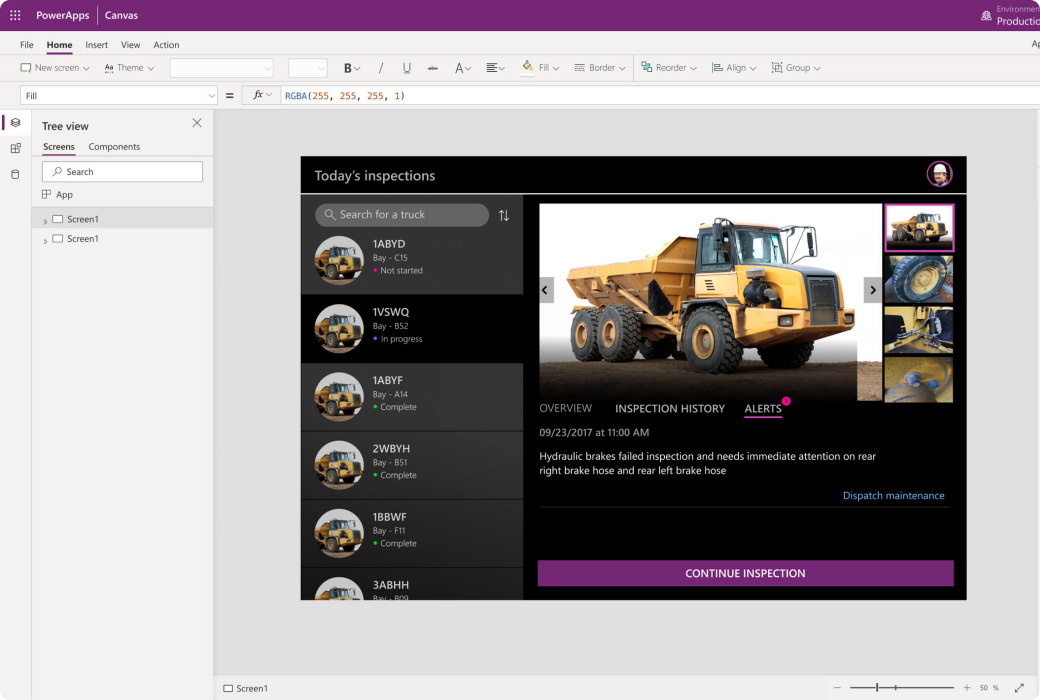 PowerApps Canvas
Environmen
Productio
File Home Insert View Action
Ap
New screen Aa Theme B / U abc A Fill Border Reorder Align Group
Fill = fx RGBA(255, 255, 255, 1)
Tree view
Screens Components
Search
App
Screen1
Screen1
Today's inspections
Search for a truck
1ABYD
Bay - C15
Not started
1VSWQ
Bay - B52
In progress
1ABYF
Bay - A14
Complete
2WBYH
Bay - B51
Complete
1BBWF
Bay - F11
Complete
3ABHH
Bay - B09
OVERVIEW INSPECTION HISTORY ALERTS 1
09/23/2017 at 11:00 AM
Hydraulic brakes failed inspection and needs immediate attention on rear
right brake hose and rear left brake hose
Dispatch maintenance
CONTINUE INSPECTION
Screen1
50 %